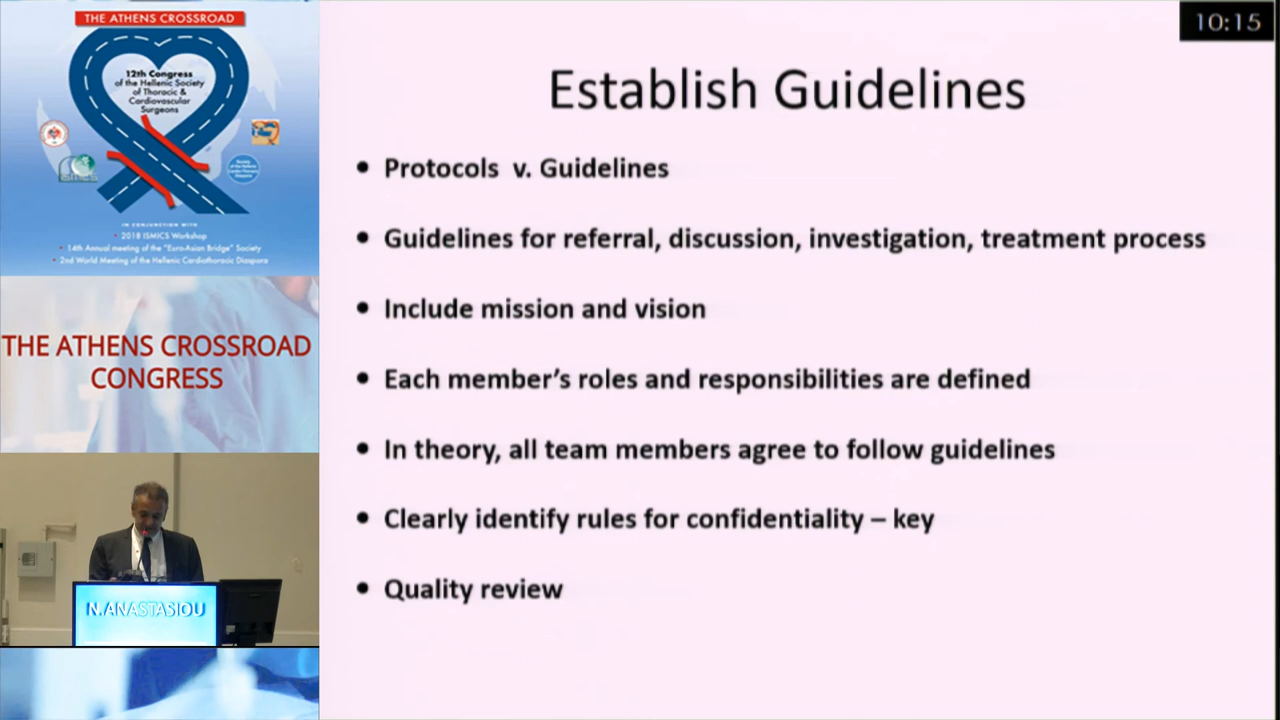 THE ATHENS CROSSROAD
12th Congress
of the Hellenic Society
of Thoracic &
Cardiovascular
Surgeons
IN CONJUNCTION WITH
• 2018 ISMICS Workshop
• 14th Annual meeting of the "Euro-Asian Bridge" Society
• 2nd World Meeting of the Hellenic Cardiothoracic Diaspora
THE ATHENS CROSSROAD
CONGRESS
N.ANASTASIOU
10:15
Establish Guidelines
• Protocols v. Guidelines
• Guidelines for referral, discussion, investigation, treatment process
• Include mission and vision
• Each member’s roles and responsibilities are defined
• In theory, all team members agree to follow guidelines
• Clearly identify rules for confidentiality – key
• Quality review